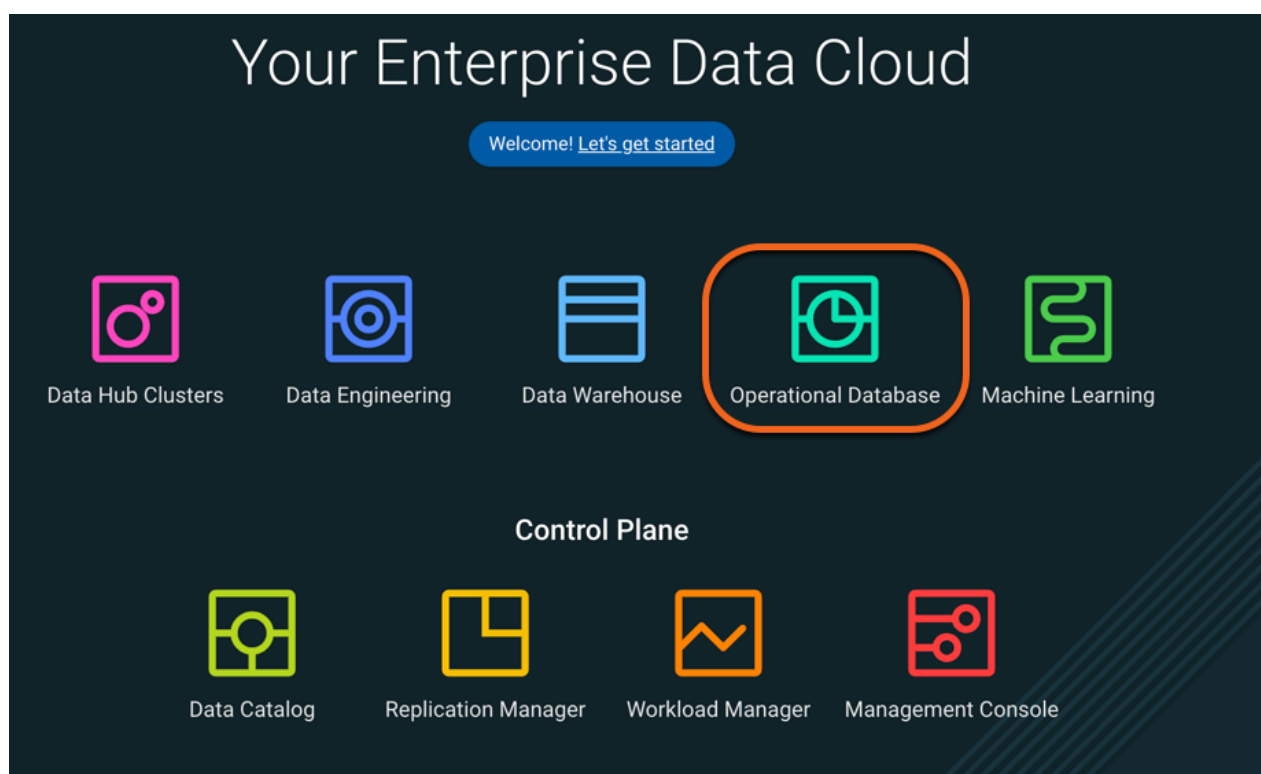 Your Enterprise Data Cloud
Welcome! Let's get started
Data Hub Clusters
Data Engineering
Data Warehouse
Operational Database
Machine Learning
Control Plane
Data Catalog
Replication Manager
Workload Manager
Management Console